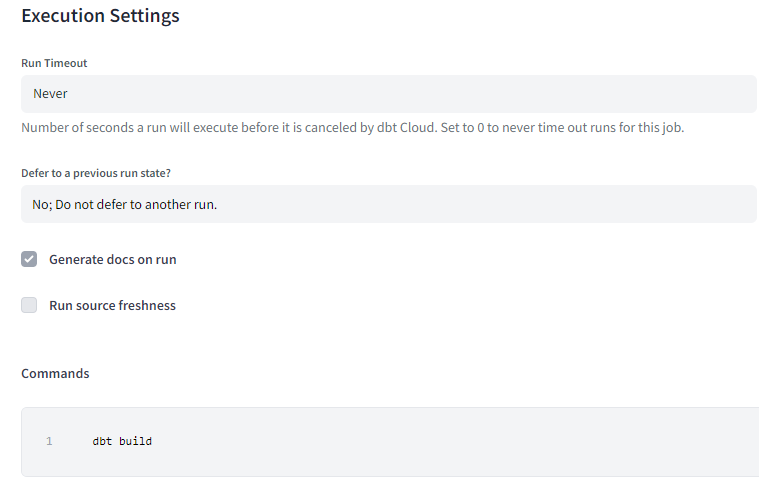 Execution Settings
Run Timeout
Never
Number of seconds a run will execute before it is canceled by dbt Cloud. Set to 0 to never time out runs for this job.
Defer to a previous run state?
No; Do not defer to another run.
Generate docs on run
Run source freshness
Commands
1 dbt build